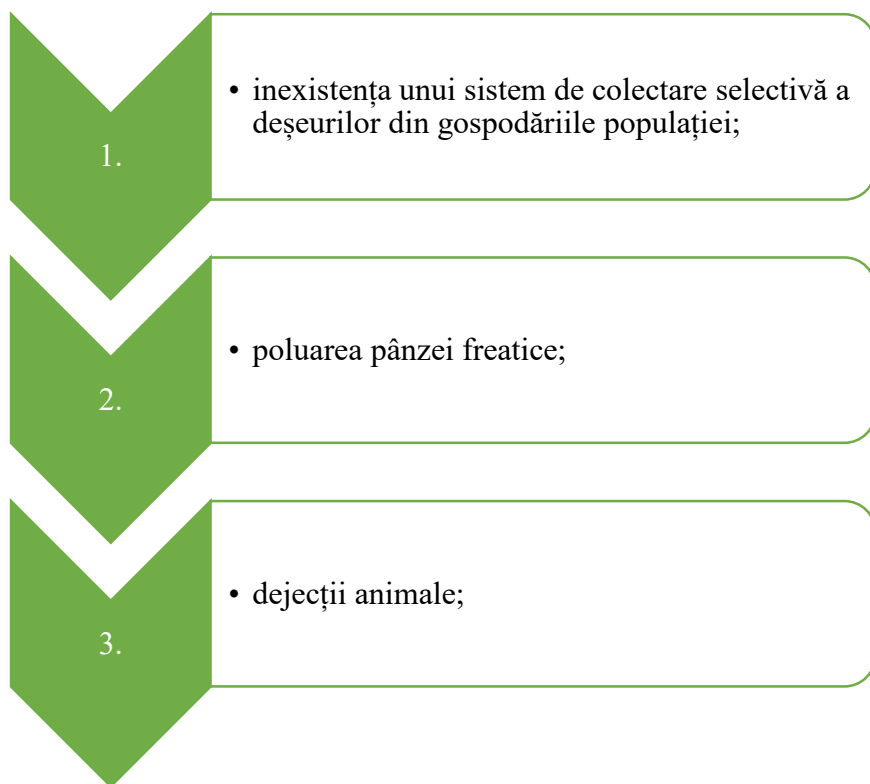 1.
• inexistența unui sistem de colectare selectivă a
deșeurilor din gospodăriile populației;
2.
• poluarea pânzei freatice;
3.
• dejecții animale;